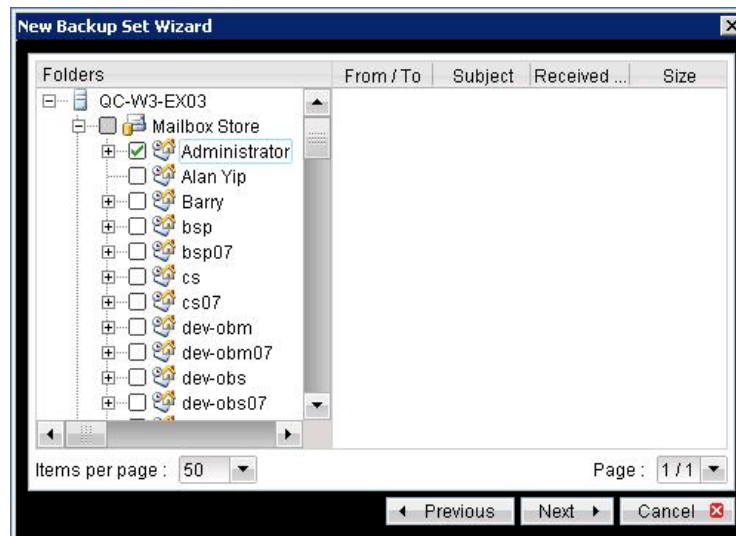 New Backup Set Wizard
Folders
From / To Subject Received ... Size
QC-W3-EX03
Mailbox Store
Administrator
Alan Yip
Barry
bsp
bsp07
cs
cs07
dev-obm
dev-obm07
dev-obs
dev-obs07
Items per page : 50 Page : 1 / 1
Previous Next Cancel